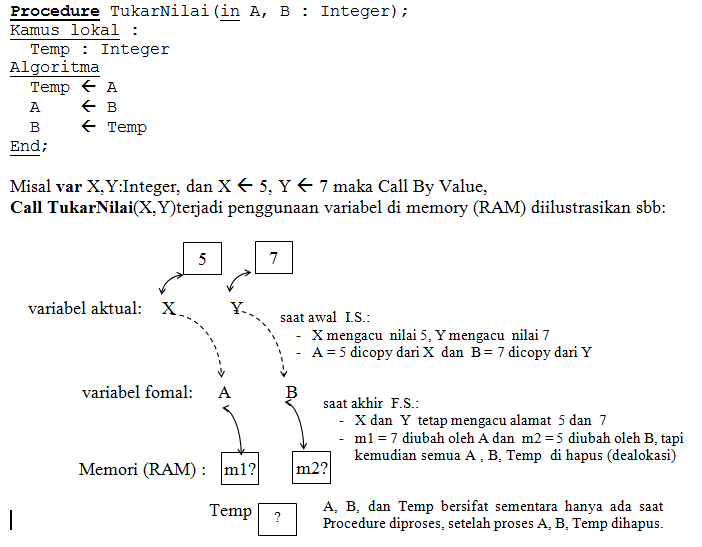 Procedure TukarNilai(in A, B : Integer);
Kamus lokal :
Temp : Integer
Algoritma
Temp ← A
A ← B
B ← Temp
End;
Misal var X,Y:Integer, dan X ← 5, Y ← 7 maka Call By Value,
Call TukarNilai(X,Y)terjadi penggunaan variabel di memory (RAM) diilustrasikan sbb:
5 7
variabel aktual: X Y
saat awal I.S.:
- X mengacu nilai 5, Y mengacu nilai 7
- A = 5 dicopy dari X dan B = 7 dicopy dari Y
variabel fomal: A B
saat akhir F.S.:
- X dan Y tetap mengacu alamat 5 dan 7
- m1 = 7 diubah oleh A dan m2 = 5 diubah oleh B, tapi
kemudian semua A , B, Temp di hapus (dealokasi)
Memori (RAM) : m1? m2?
Temp ?
A, B, dan Temp bersifat sementara hanya ada saat
Procedure diproses, setelah proses A, B, Temp dihapus.